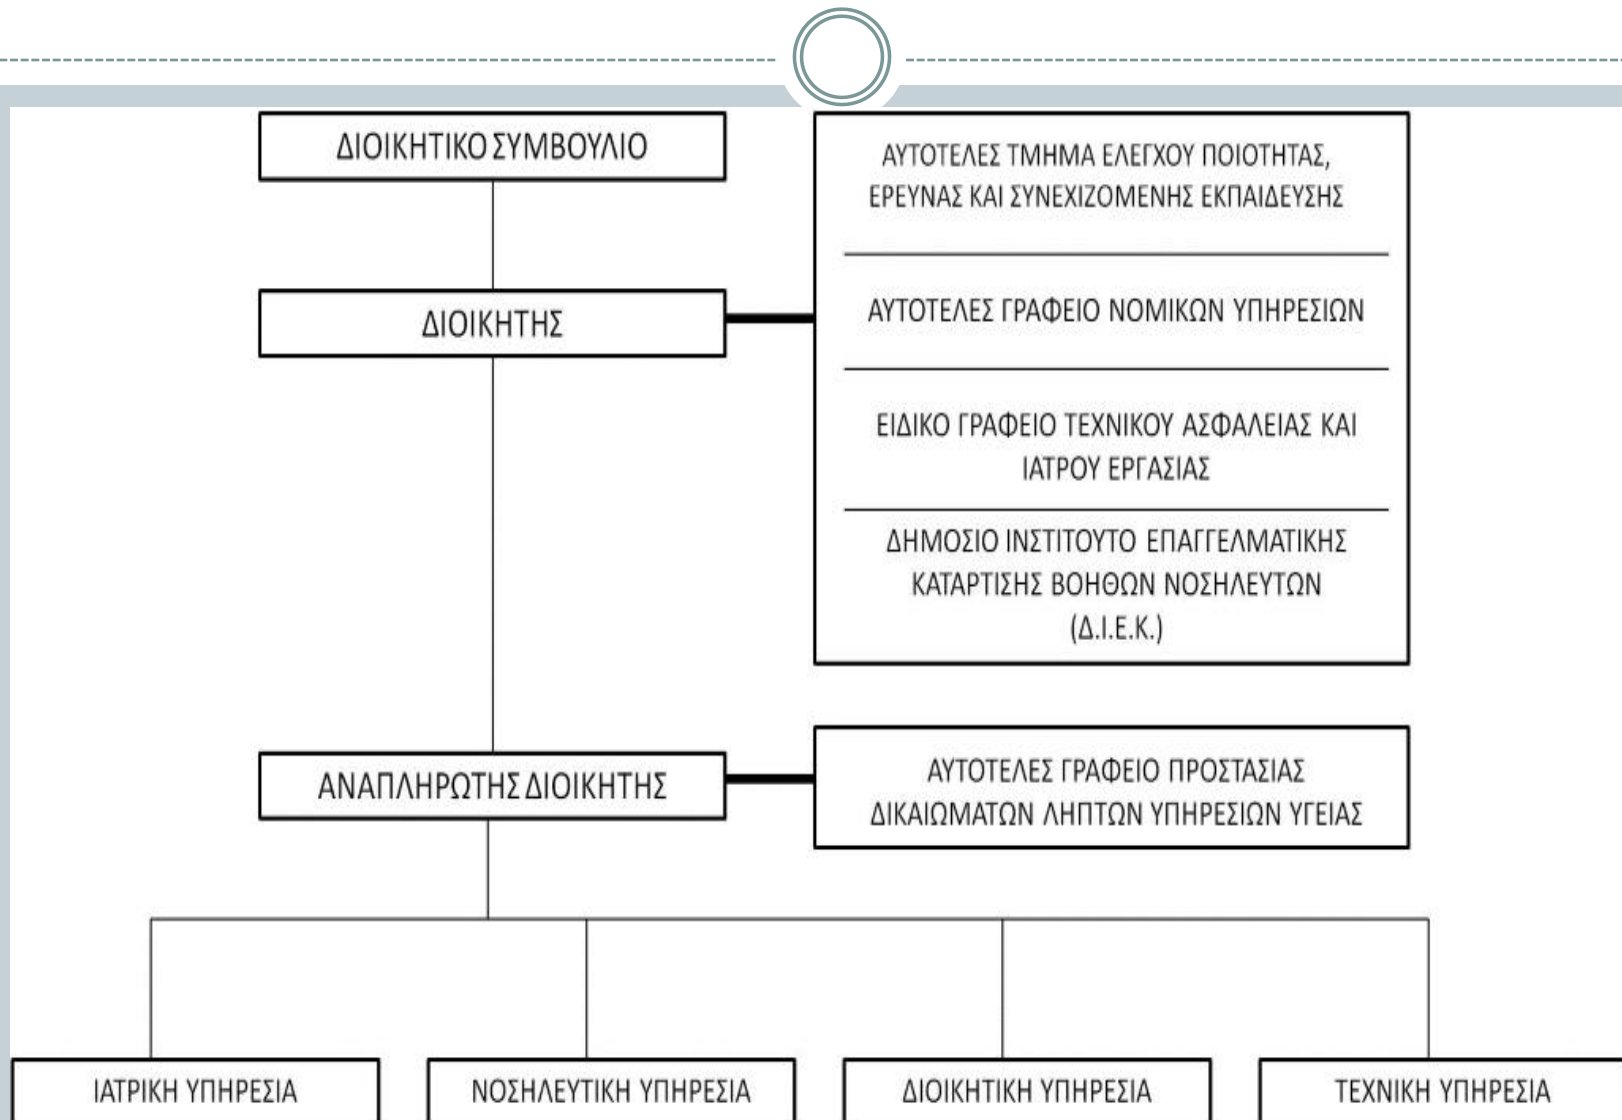 ΔΙΟΙΚΗΤΙΚΟ ΣΥΜΒΟΥΛΙΟ
ΑΥΤΟΤΕΛΕΣ ΤΜΗΜΑ ΕΛΕΓΧΟΥ ΠΟΙΟΤΗΤΑΣ,
ΕΡΕΥΝΑΣ ΚΑΙ ΣΥΝΕΧΙΖΟΜΕΝΗΣ ΕΚΠΑΙΔΕΥΣΗΣ
ΔΙΟΙΚΗΤΗΣ
ΑΥΤΟΤΕΛΕΣ ΓΡΑΦΕΙΟ ΝΟΜΙΚΩΝ ΥΠΗΡΕΣΙΩΝ
ΕΙΔΙΚΟ ΓΡΑΦΕΙΟ ΤΕΧΝΙΚΟΥ ΑΣΦΑΛΕΙΑΣ ΚΑΙ
ΙΑΤΡΟΥ ΕΡΓΑΣΙΑΣ
ΔΗΜΟΣΙΟ ΙΝΣΤΙΤΟΥΤΟ ΕΠΑΓΓΕΛΜΑΤΙΚΗΣ
ΚΑΤΑΡΤΙΣΗΣ ΒΟΗΘΩΝ ΝΟΣΗΛΕΥΤΩΝ
(Δ.Ι.Ε.Κ.)
ΑΝΑΠΛΗΡΩΤΗΣ ΔΙΟΙΚΗΤΗΣ
ΑΥΤΟΤΕΛΕΣ ΓΡΑΦΕΙΟ ΠΡΟΣΤΑΣΙΑΣ
ΔΙΚΑΙΩΜΑΤΩΝ ΛΗΠΤΩΝ ΥΠΗΡΕΣΙΩΝ ΥΓΕΙΑΣ
ΙΑΤΡΙΚΗ ΥΠΗΡΕΣΙΑ
ΝΟΣΗΛΕΥΤΙΚΗ ΥΠΗΡΕΣΙΑ
ΔΙΟΙΚΗΤΙΚΗ ΥΠΗΡΕΣΙΑ
ΤΕΧΝΙΚΗ ΥΠΗΡΕΣΙΑ